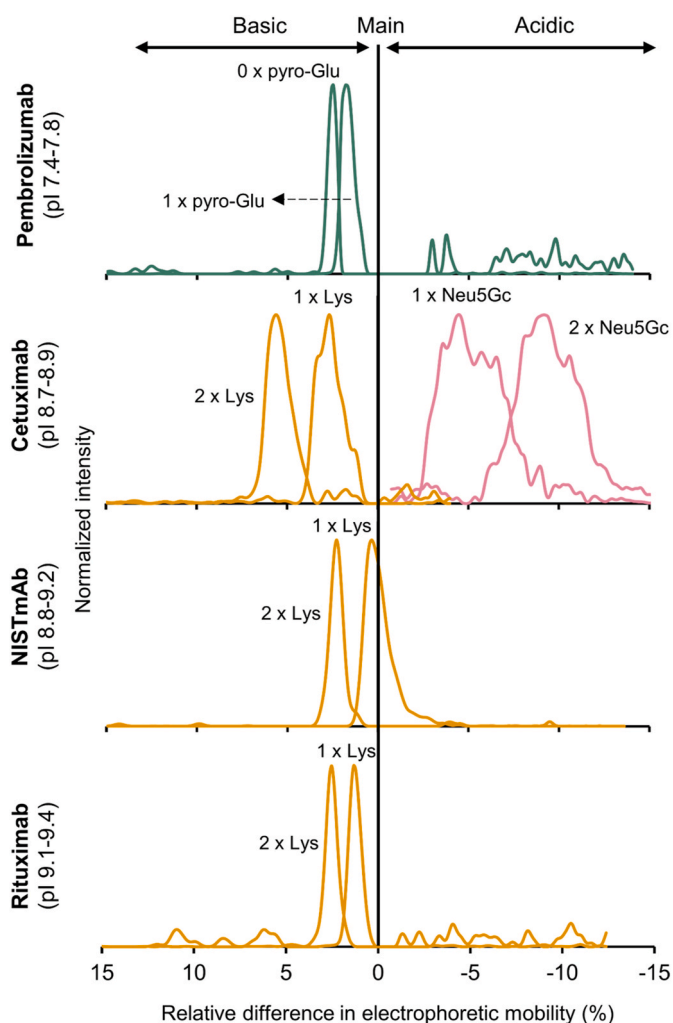 Basic Main Acidic
0 x pyro-Glu
1 x pyro-Glu
Pembrolizumab
(pI 7.4-7.8)
1 x Lys
1 x Neu5Gc
2 x Neu5Gc
2 x Lys
Cetuximab
(pI 8.7-8.9)
Normalized intensity
1 x Lys
2 x Lys
NISTmAb
(pI 8.8-9.2)
1 x Lys
2 x Lys
Rituximab
(pI 9.1-9.4)
15 10 5 0 -5 -10 -15
Relative difference in electrophoretic mobility (%)